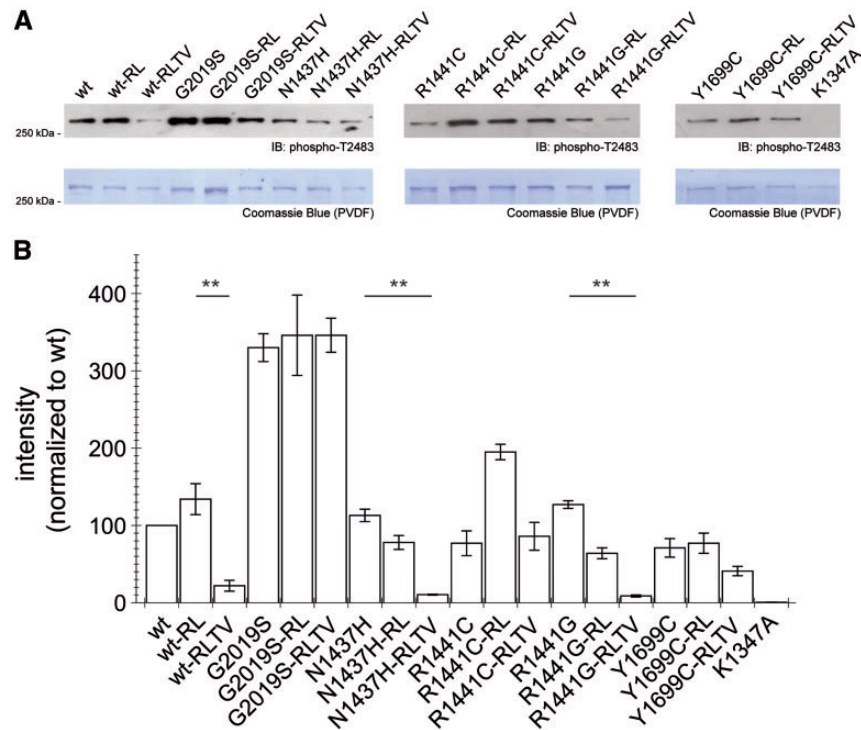 A
wt
wt-RL
wt-RLTV
G2019S
G2019S-RL
G2019S-RLTV
N1437H
N1437H-RL
N1437H-RLTV
R1441C
R1441C-RL
R1441C-RLTV
R1441G
R1441G-RL
R1441G-RLTV
Y1699C
Y1699C-RL
Y1699C-RLTV
K1347A
250 kDa -
IB: phospho-T2483
IB: phospho-T2483
IB: phospho-T2483
250 kDa -
Coomassie Blue (PVDF)
Coomassie Blue (PVDF)
Coomassie Blue (PVDF)
B
intensity
(normalized to wt)
400
300
200
100
0
**
**
**
wt
wt-RL
wt-RLTV
G2019S
G2019S-RL
G2019S-RLTV
N1437H
N1437H-RL
N1437H-RLTV
R1441C
R1441C-RL
R1441C-RLTV
R1441G
R1441G-RL
R1441G-RLTV
Y1699C
Y1699C-RL
Y1699C-RLTV
K1347A